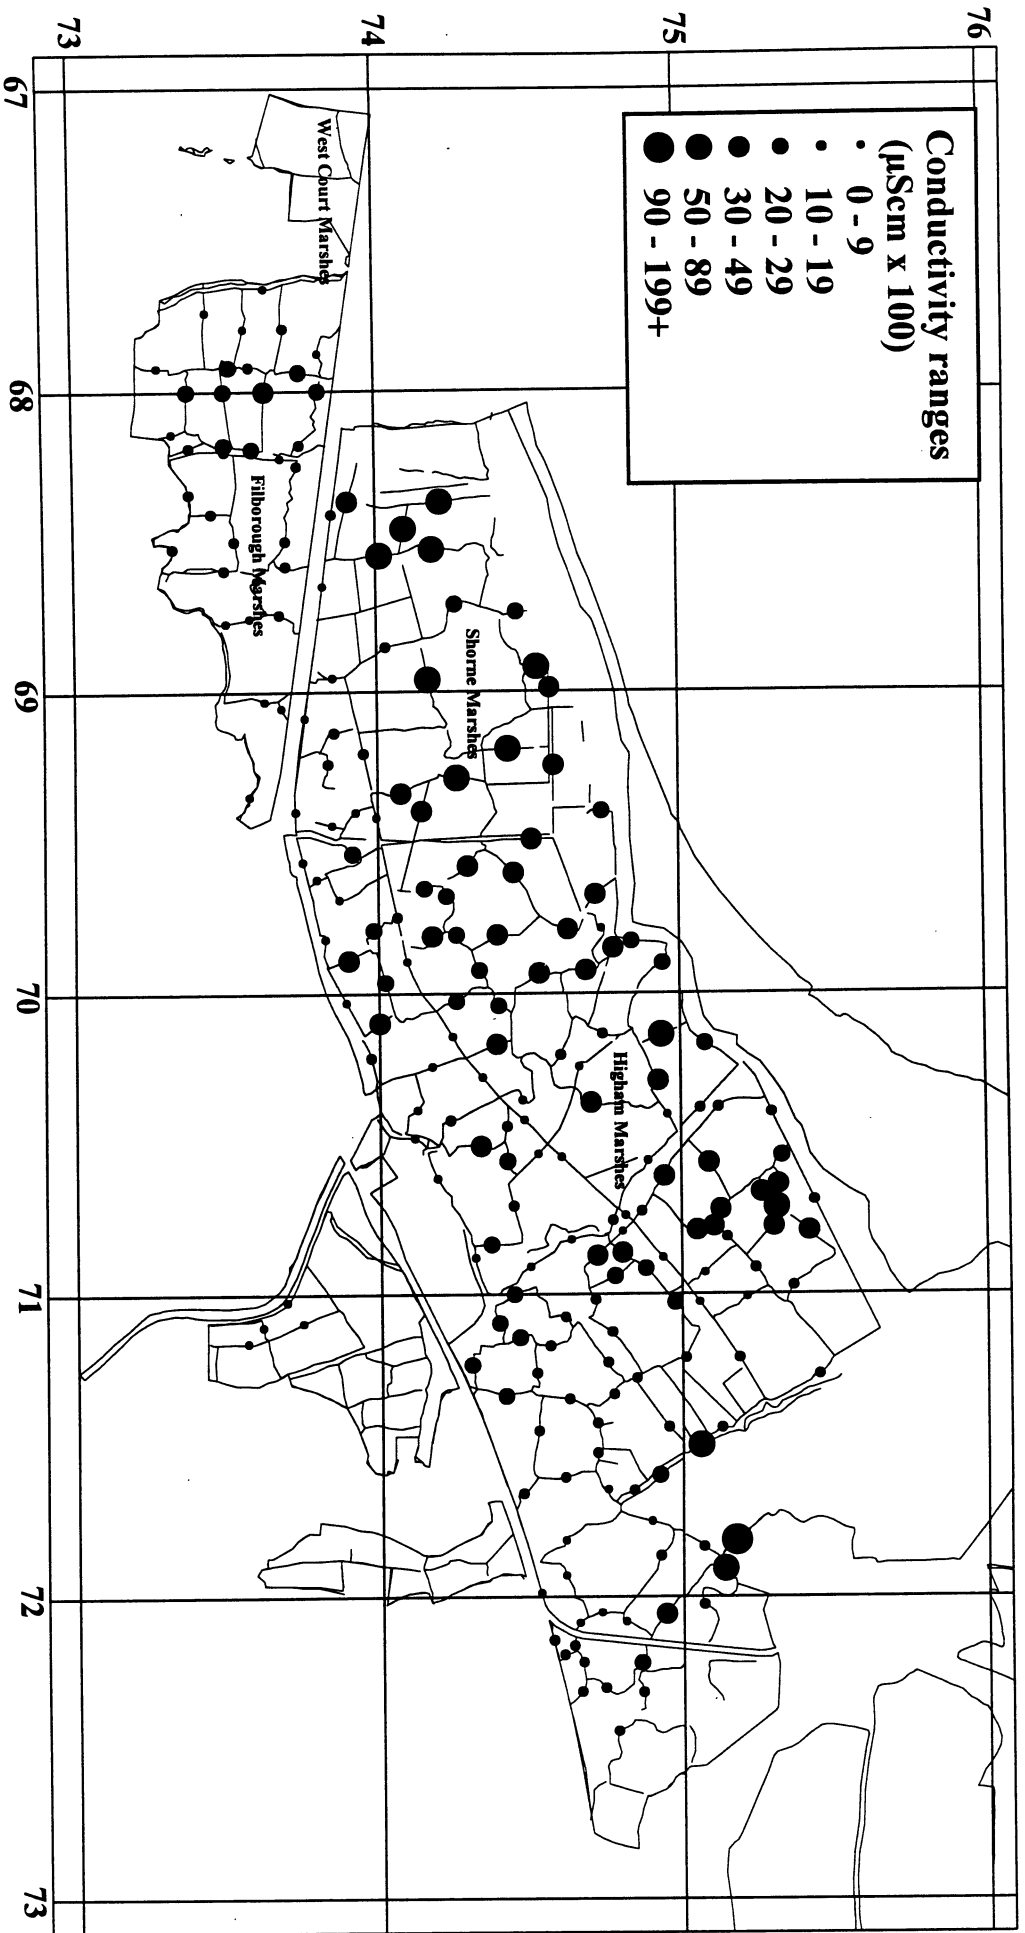 Conductivity ranges
(µScm x 100)
0 - 9
10 - 19
20 - 29
30 - 49
50 - 89
90 - 199+
76
75
74
73
67
68
69
70
71
72
73
West Court Marshes
Filborough Marshes
Shorne Marshes
Higham Marshes